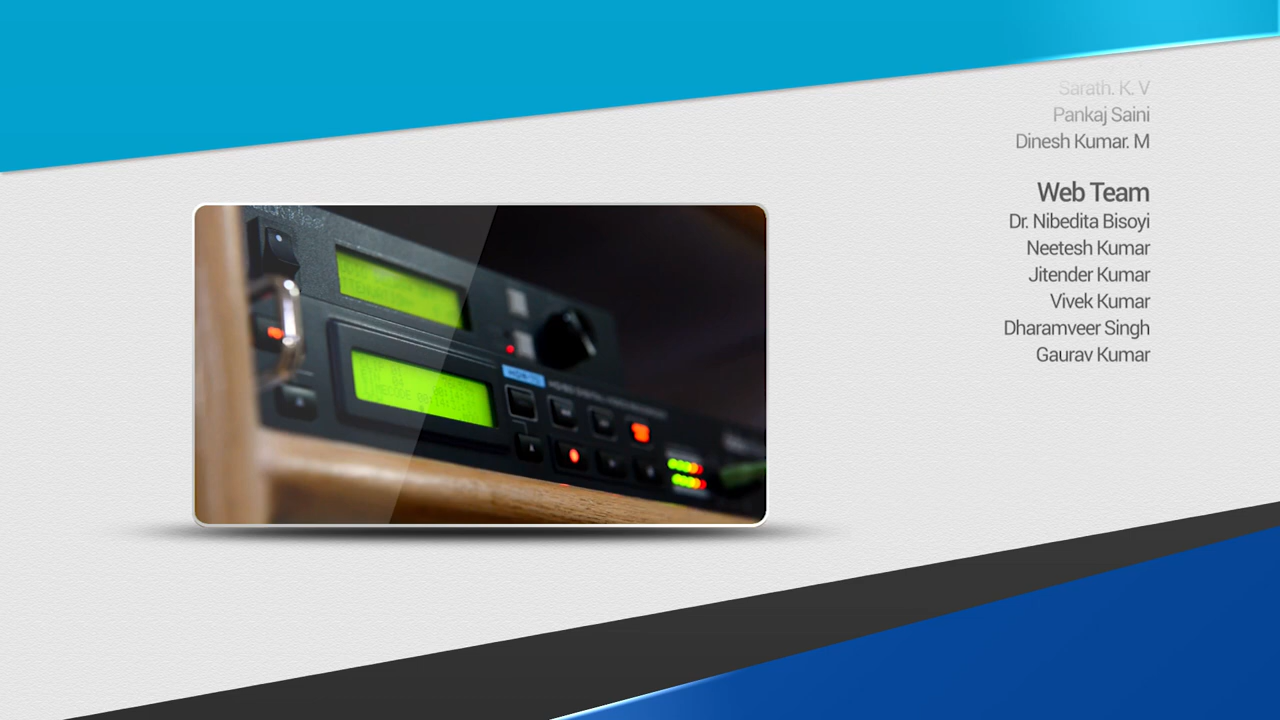 Sarath. K. V
Pankaj Saini
Dinesh Kumar. M
Web Team
Dr. Nibedita Bisoyi
Neetesh Kumar
Jitender Kumar
Vivek Kumar
Dharamveer Singh
Gaurav Kumar
TIMECODE